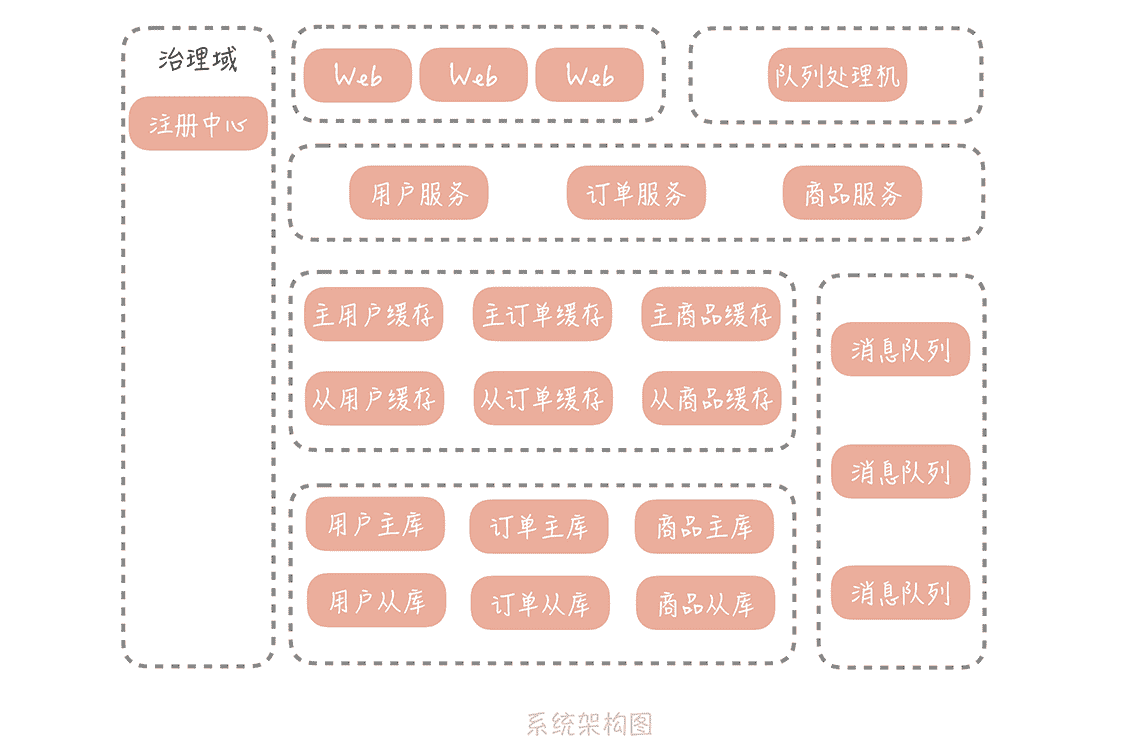 治理域
注册中心
Web
Web
Web
队列处理机
用户服务
订单服务
商品服务
主用户缓存
主订单缓存
主商品缓存
从用户缓存
从订单缓存
从商品缓存
用户主库
订单主库
商品主库
用户从库
订单从库
商品从库
消息队列
消息队列
消息队列
系统架构图